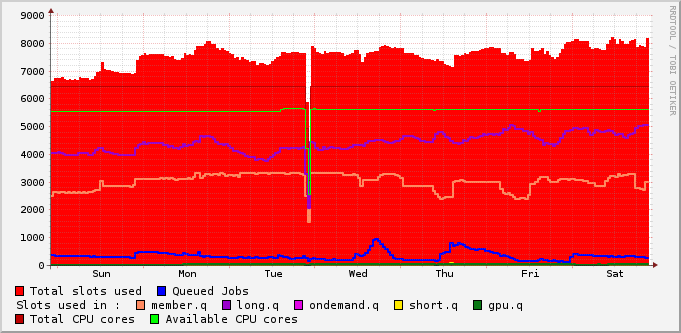 9000
8000
7000
6000
5000
4000
3000
2000
1000
0
Sun Mon Tue Wed Thu Fri Sat
RRDTOOL / TOBI OETIKER
Total slots used Queued Jobs
Slots used in : member.q long.q ondemand.q short.q gpu.q
Total CPU cores Available CPU cores